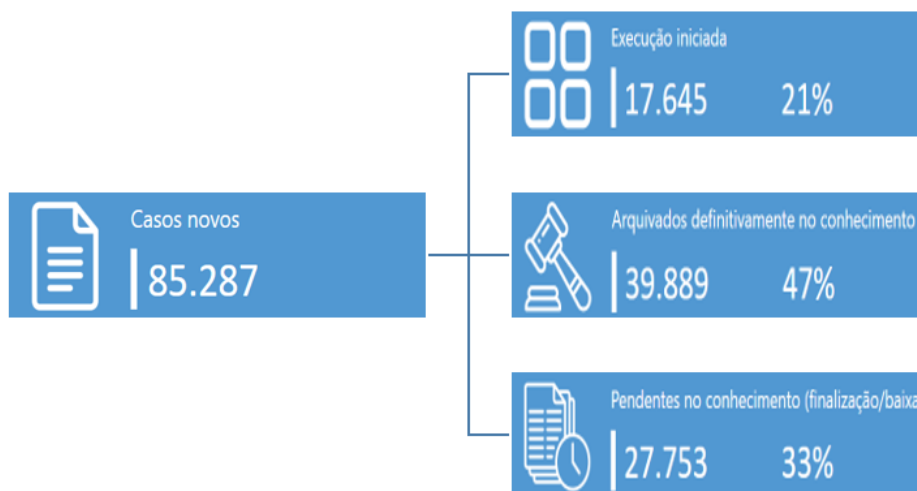 Execução iniciada
17.645 21%
Casos novos
85.287
Arquivados definitivamente no conhecimento
39.889 47%
Pendentes no conhecimento (finalização/baixa
27.753 33%